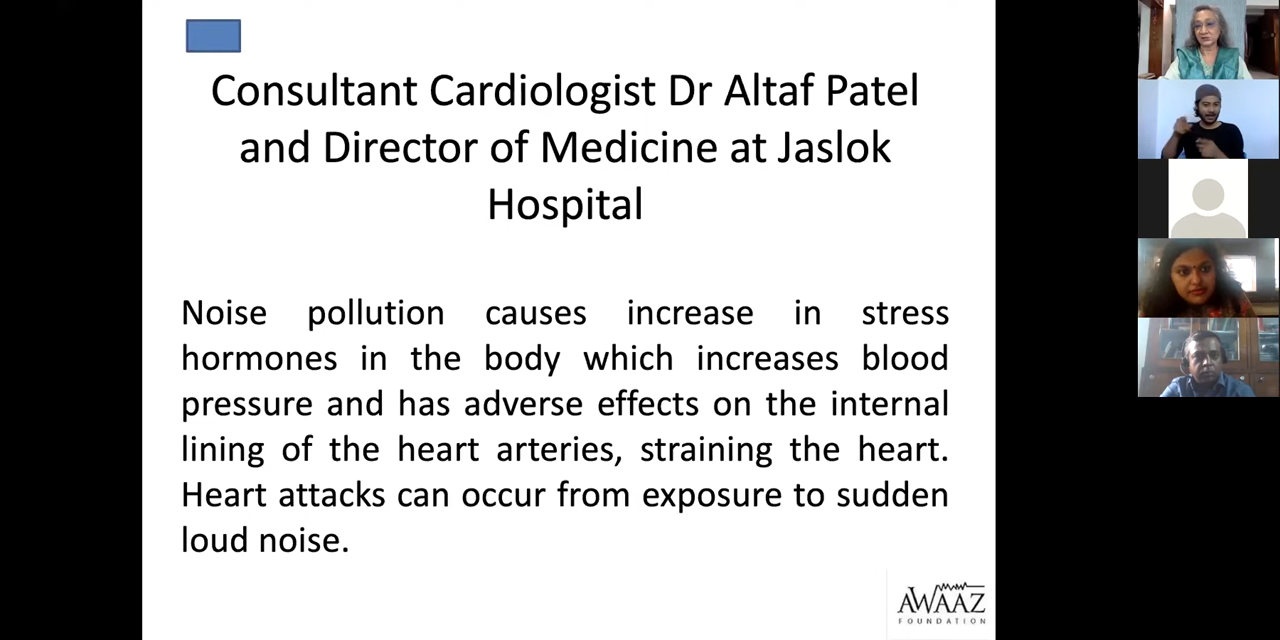 Consultant Cardiologist Dr Altaf Patel
and Director of Medicine at Jaslok
Hospital
Noise pollution causes increase in stress
hormones in the body which increases blood
pressure and has adverse effects on the internal
lining of the heart arteries, straining the heart.
Heart attacks can occur from exposure to sudden
loud noise.
AWAAZ
FOUNDATION